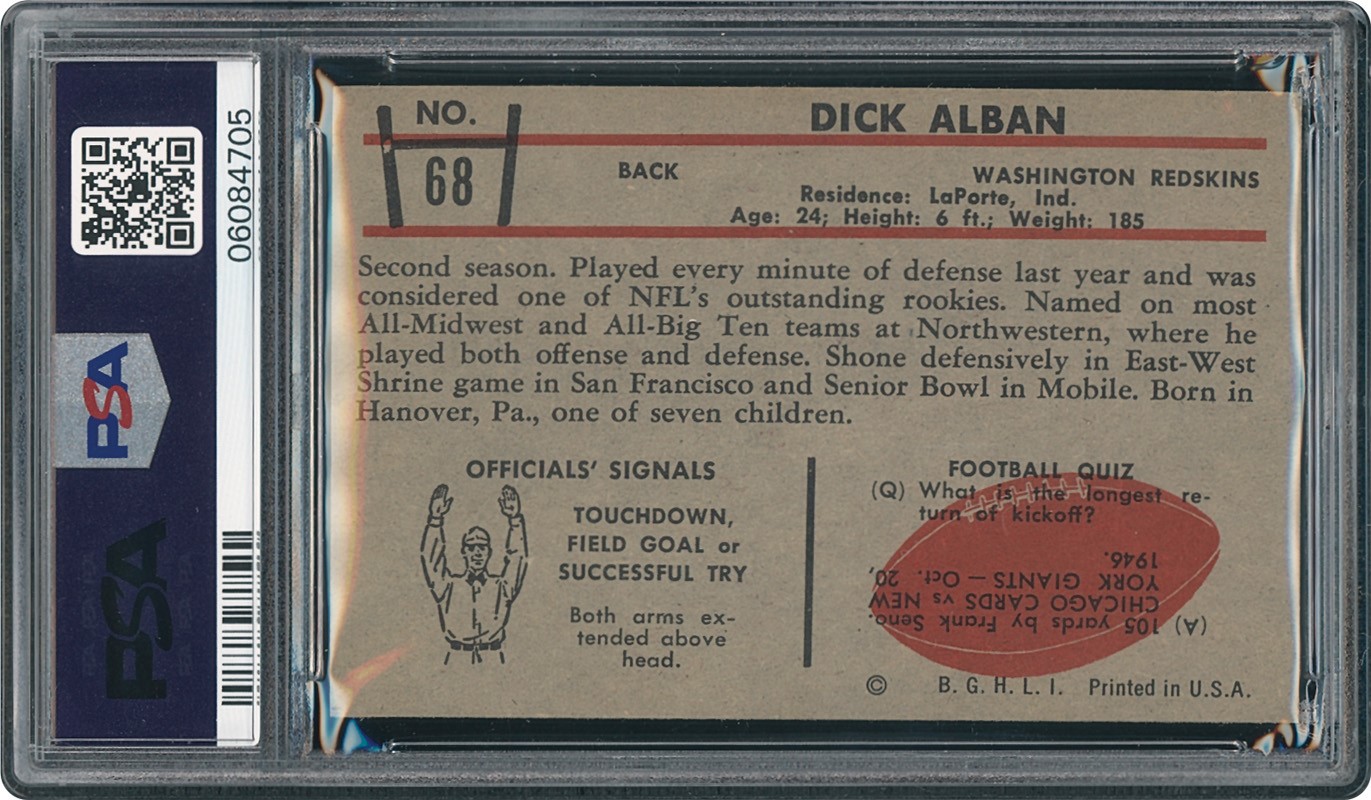 06084705
PSA
PSA
NO.
68
DICK ALBAN
BACK
WASHINGTON REDSKINS
Residence: LaPorte, Ind.
Age: 24; Height: 6 ft.; Weight: 185
Second season. Played every minute of defense last year and was
considered one of NFL's outstanding rookies. Named on most
All-Midwest and All-Big Ten teams at Northwestern, where he
played both offense and defense. Shone defensively in East-West
Shrine game in San Francisco and Senior Bowl in Mobile. Born in
Hanover, Pa., one of seven children.
OFFICIALS' SIGNALS
TOUCHDOWN,
FIELD GOAL or
SUCCESSFUL TRY
Both arms ex-
tended above
head.
FOOTBALL QUIZ
(Q) What is the longest re-
turn of kickoff?
(A) 105 yards by Frank Seno.
CHICAGO CARDS vs NEW
YORK GIANTS — Oct. 20,
1946.
© B. G. H. L. I. Printed in U.S.A.